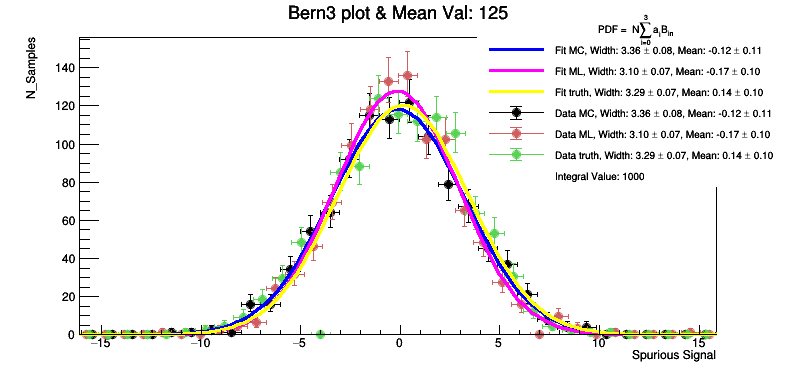 Bern3 plot & Mean Val: 125
N_Samples
PDF = N∑ᵢ₌₀³ aᵢBᵢₙ
Fit MC, Width: 3.36 ± 0.08, Mean: -0.12 ± 0.11
Fit ML, Width: 3.10 ± 0.07, Mean: -0.17 ± 0.10
Fit truth, Width: 3.29 ± 0.07, Mean: 0.14 ± 0.10
Data MC, Width: 3.36 ± 0.08, Mean: -0.12 ± 0.11
Data ML, Width: 3.10 ± 0.07, Mean: -0.17 ± 0.10
Data truth, Width: 3.29 ± 0.07, Mean: 0.14 ± 0.10
Integral Value: 1000
140
120
100
80
60
40
20
0
−15 −10 −5 0 5 10 15
Spurious Signal